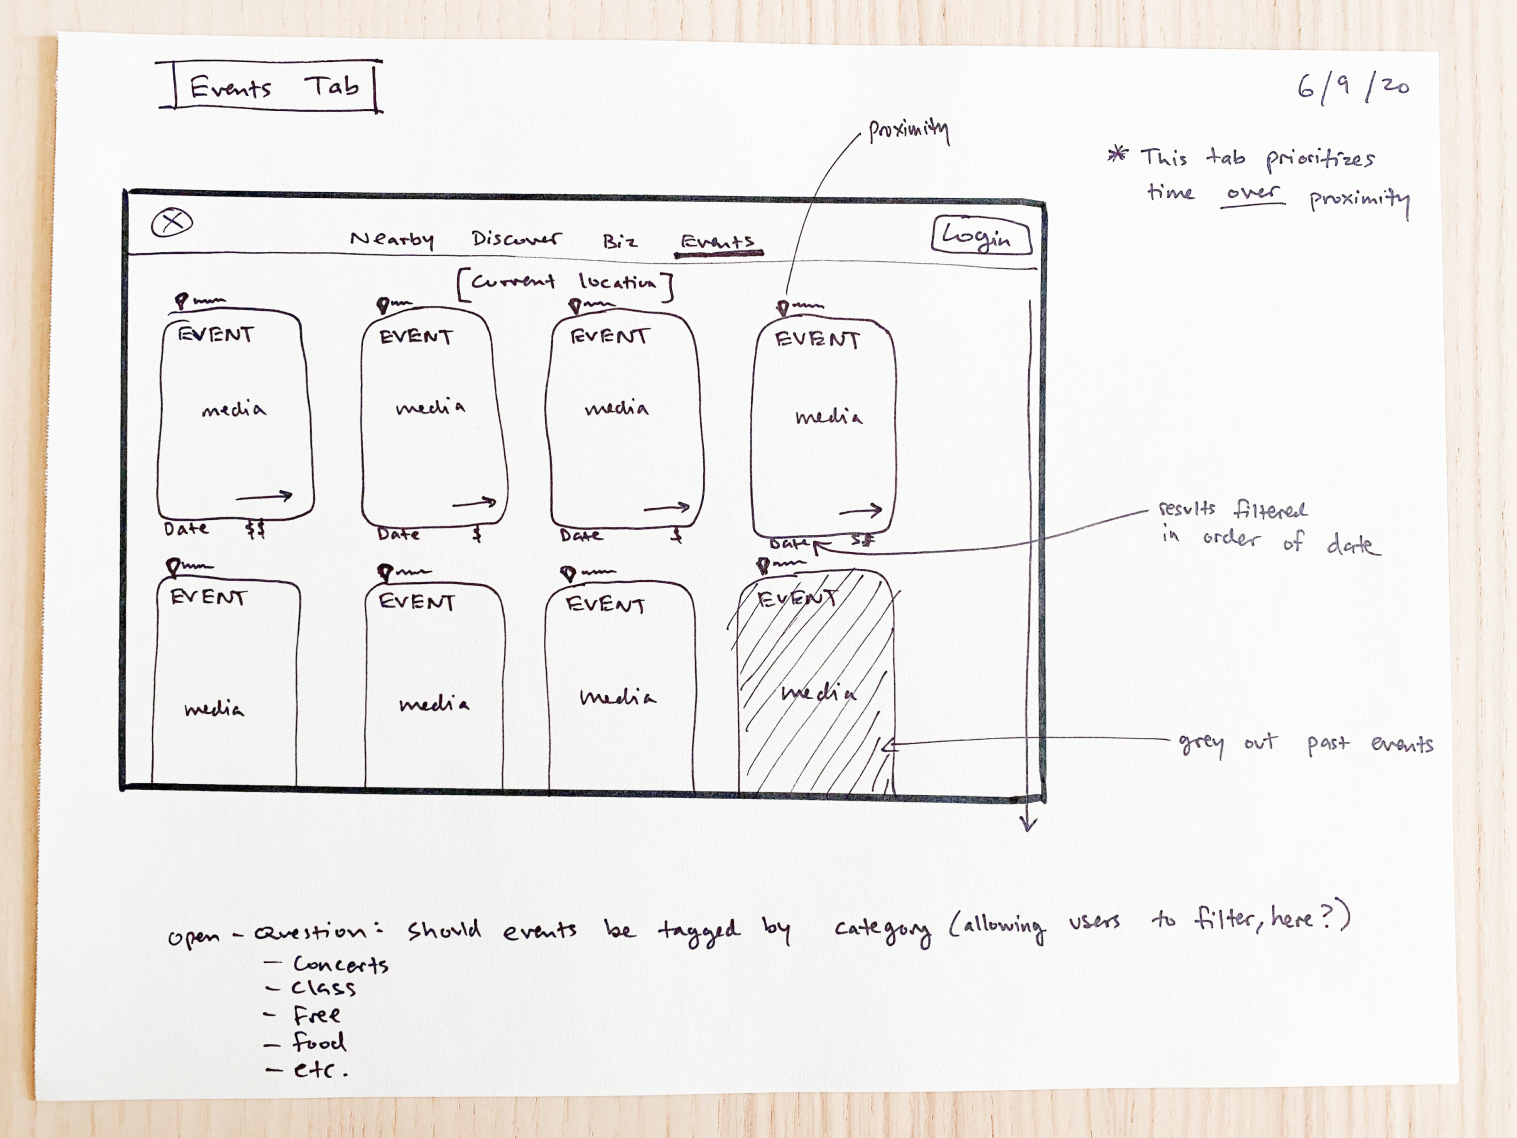 Events Tab
6/9/20
proximity
* This tab prioritizes
time over proximity
X
Nearby Discover Biz Events
Login
[Current location]
EVENT EVENT EVENT EVENT
media media media media
Date $$ Date $ Date $ Date $$
results filtered
in order of date
EVENT EVENT EVENT EVENT
media media media media
grey out past events
open-question: should events be tagged by category (allowing users to filter, here?)
- Concerts
- Class
- Free
- food
- etc.